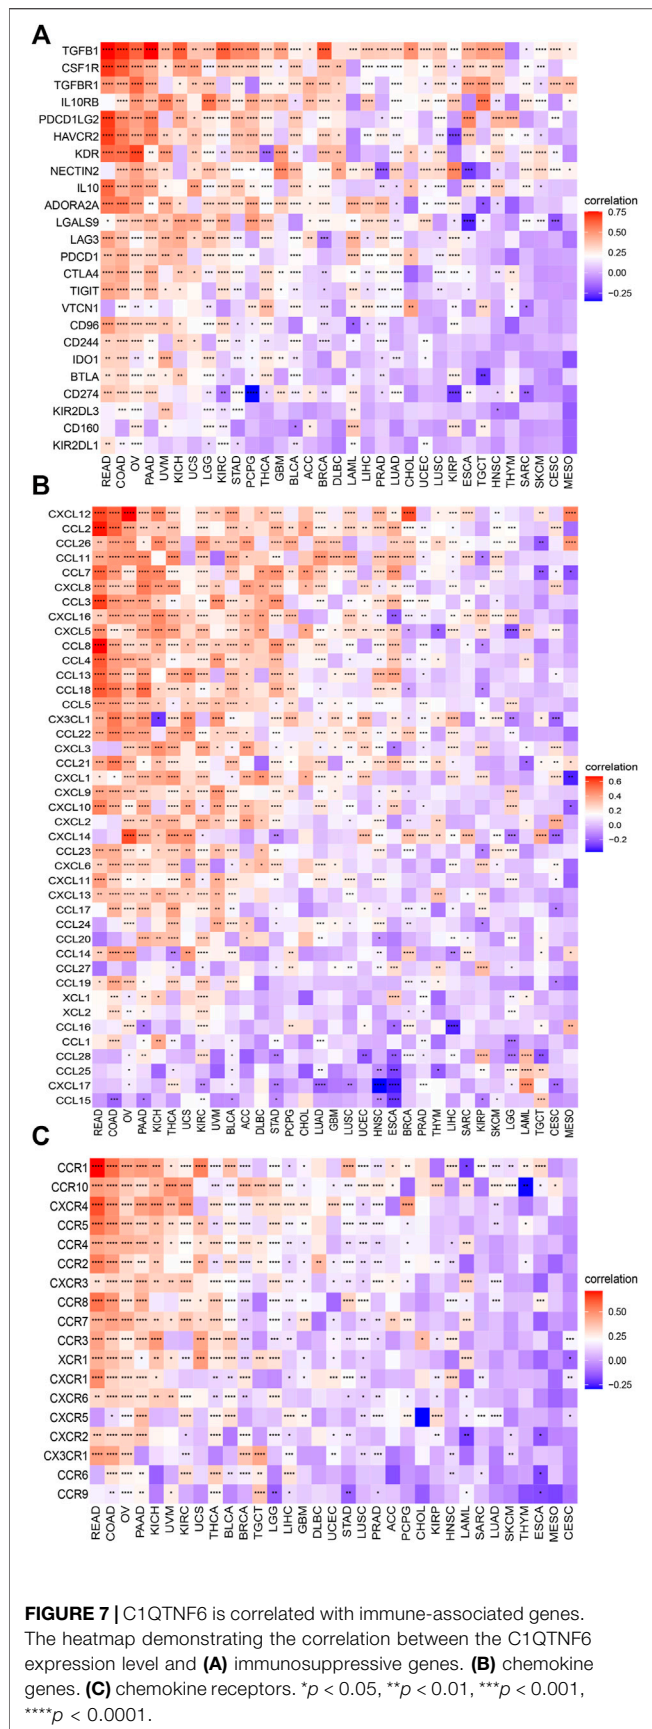 A
TGFB1
CSF1R
TGFBR1
IL10RB
PDCD1LG2
HAVCR2
KDR
NECTIN2
IL10
ADORA2A
LGALS9
LAG3
PDCD1
CTLA4
TIGIT
VTCN1
CD96
CD244
IDO1
BTLA
CD274
KIR2DL3
CD160
KIR2DL1
READ COAD OV PAAD UVM KICH UCS LGG KIRC STAD PCPG THCA GBM BLCA ACC BRCA DLBC LAML LIHC PRAD LUAD CHOL UCEC LUSC KIRP ESCA TGCT HNSC THYM SARC SKCM CESC MESO
correlation
0.75
0.50
0.25
0.00
−0.25
B
CXCL12
CCL2
CCL26
CCL11
CCL7
CXCL8
CCL3
CXCL16
CXCL5
CCL8
CCL4
CCL13
CCL18
CCL5
CX3CL1
CCL22
CXCL3
CCL21
CXCL1
CXCL9
CXCL10
CXCL2
CXCL14
CCL23
CXCL6
CXCL11
CXCL13
CCL17
CCL24
CCL20
CCL14
CCL27
CCL19
XCL1
XCL2
CCL16
CCL1
CCL28
CCL25
CXCL17
CCL15
READ COAD OV PAAD KICH THCA UCS KIRC UVM BLCA ACC DLBC STAD PCPG CHOL LUAD GBM LUSC UCEC HNSC ESCA BRCA PRAD THYM LIHC SARC KIRP SKCM LGG LAML TGCT CESC MESO
correlation
0.6
0.4
0.2
0.0
−0.2
C
CCR1
CCR10
CXCR4
CCR5
CCR4
CCR2
CXCR3
CCR8
CCR7
CCR3
XCR1
CXCR1
CXCR6
CXCR5
CXCR2
CX3CR1
CCR6
CCR9
READ COAD OV PAAD KICH UVM KIRC UCS THCA BLCA BRCA TGCT LGG LIHC GBM DLBC UCEC STAD LUSC PRAD ACC PCPG CHOL KIRP HNSC LAML SARC LUAD SKCM THYM ESCA MESO CESC
correlation
0.50
0.25
0.00
−0.25
FIGURE 7 | C1QTNF6 is correlated with immune-associated genes.
The heatmap demonstrating the correlation between the C1QTNF6
expression level and (A) immunosuppressive genes. (B) chemokine
genes. (C) chemokine receptors. *p < 0.05, **p < 0.01, ***p < 0.001,
****p < 0.0001.